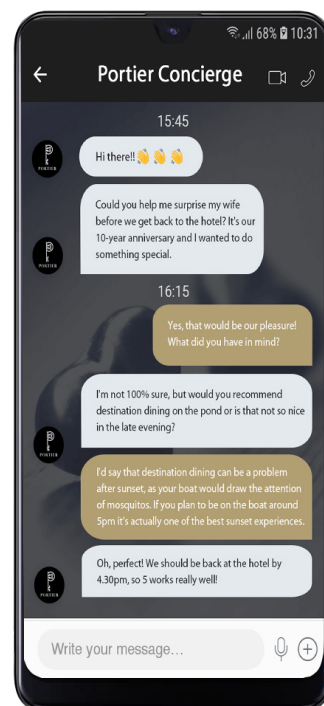 68% 10:31
Portier Concierge
15:45
Hi there!! 👏 👏 👏
PORTIER
Could you help me surprise my wife
before we get back to the hotel? It's our
10-year anniversary and I wanted to do
something special.
PORTIER
16:15
Yes, that would be our pleasure!
What did you have in mind?
I'm not 100% sure, but would you recommend
destination dining on the pond or is that not so nice
in the late evening?
PORTIER
I'd say that destination dining can be a problem
after sunset, as your boat would draw the attention
of mosquitos. If you plan to be on the boat around
5pm it's actually one of the best sunset experiences.
Oh, perfect! We should be back at the hotel by
4.30pm, so 5 works really well!
PORTIER
Write your message...